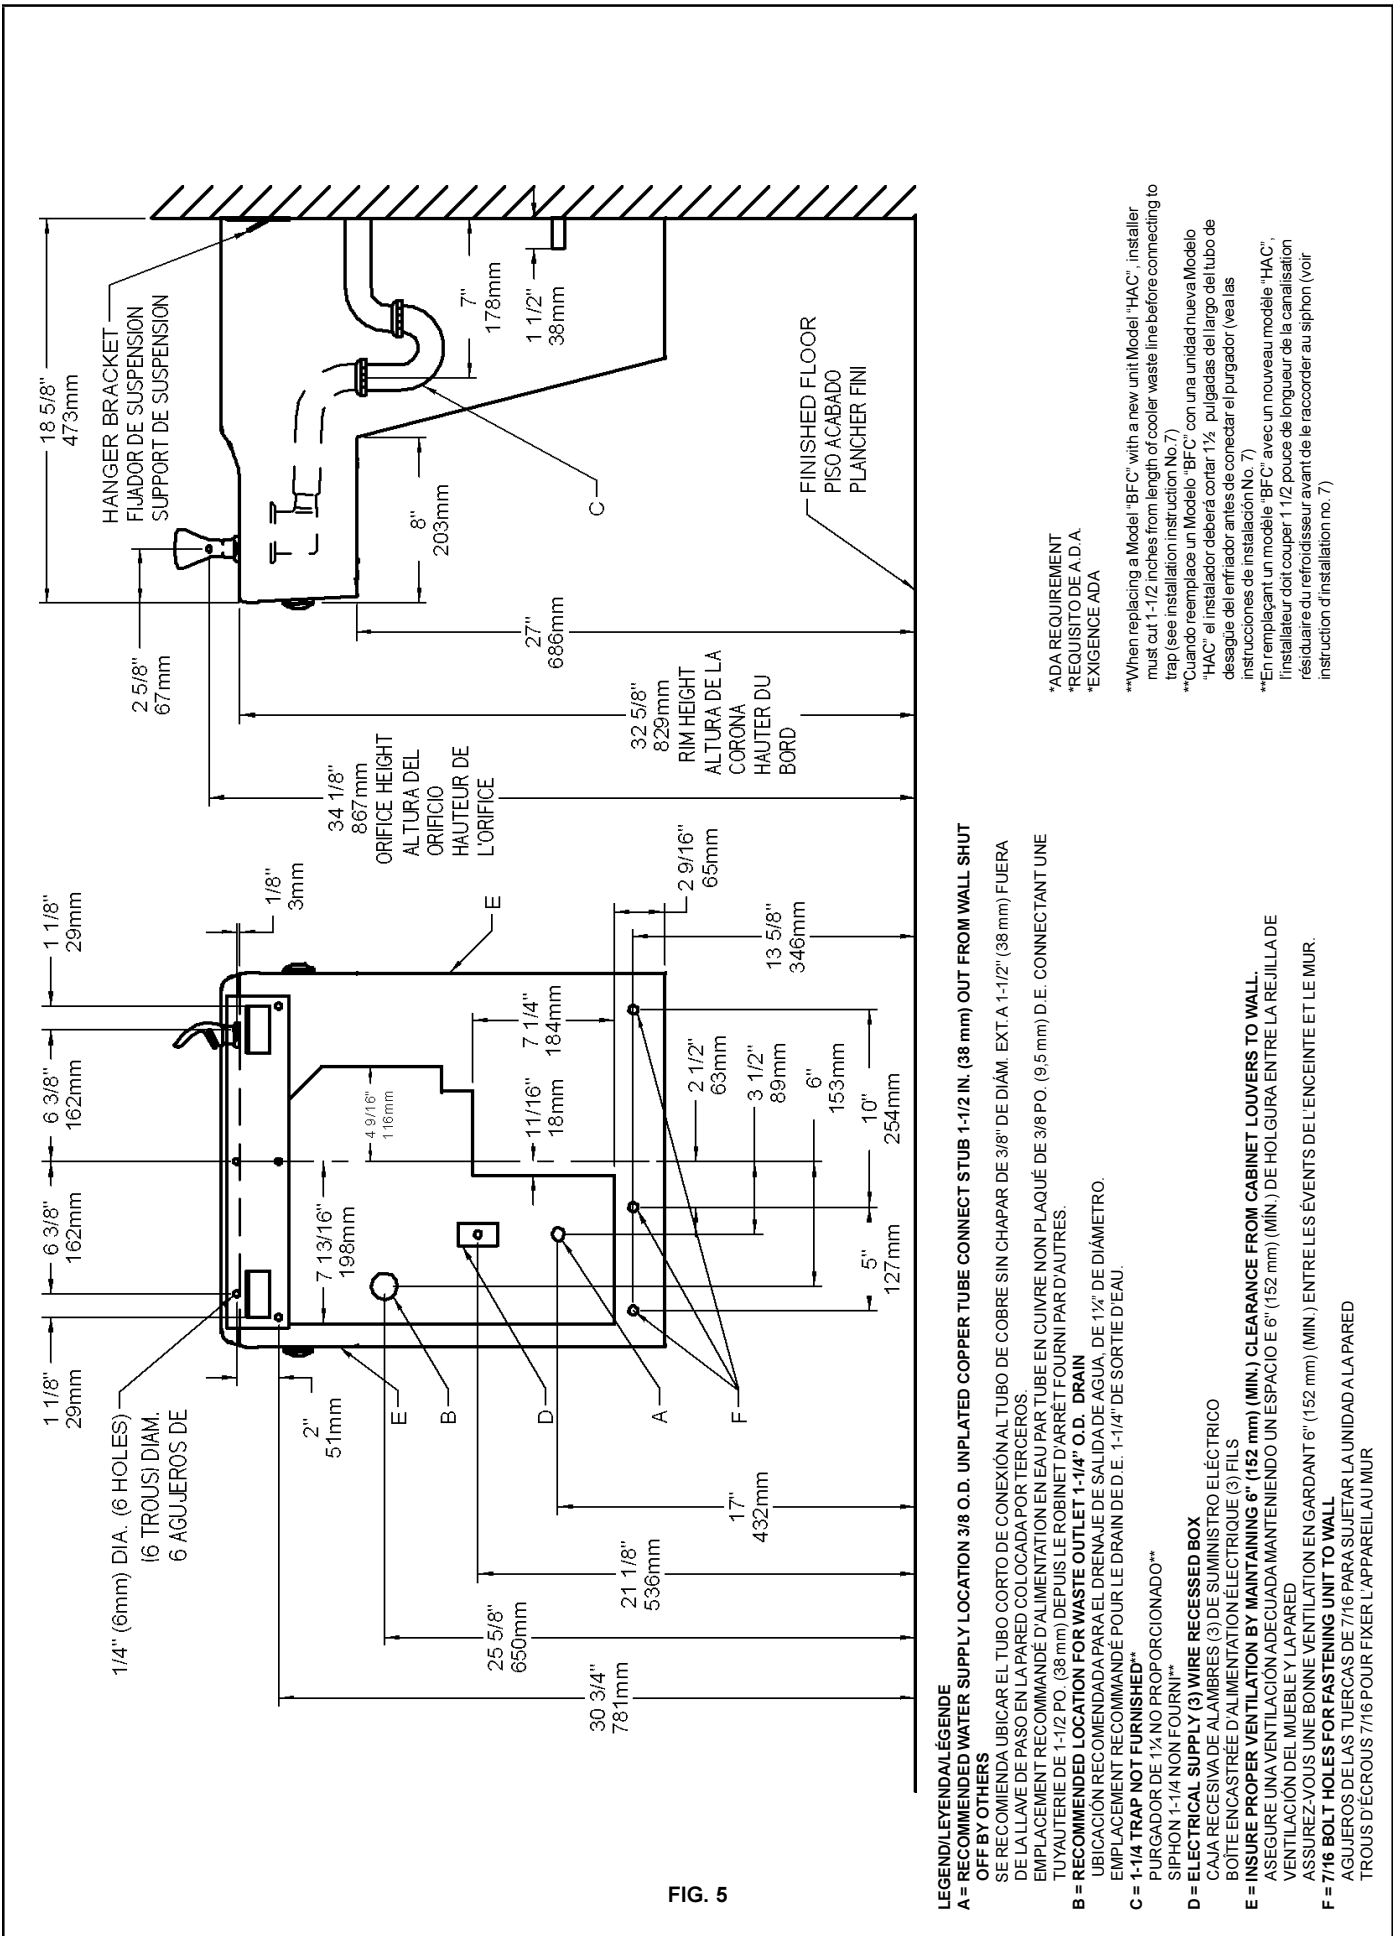 18 5/8"
473mm
HANGER BRACKET
FIJADOR DE SUSPENSION
SUPPORT DE SUSPENSION
2 5/8"
67mm
7"
178mm
1 1/2"
38mm
8"
203mm
C
27"
686mm
FINISHED FLOOR
PISO ACABADO
PLANCHER FINI
32 5/8"
829mm
RIM HEIGHT
ALTURA DE LA
CORONA
HAUTER DU
BORD
34 1/8"
867mm
ORIFICE HEIGHT
ALTURA DEL
ORIFICIO
HAUTEUR DE
L'ORIFICE
1/4" (6mm) DIA. (6 HOLES)
(6 TROUS) DIAM.
6 AGUJEROS DE
1 1/8"
29mm
6 3/8"
162mm
6 3/8"
162mm
1 1/8"
29mm
1/8"
3mm
2"
51mm
E
E
B
D
A
F
4 9/16"
116mm
7 13/16"
198mm
11/16"
18mm
7 1/4"
184mm
2 9/16"
65mm
13 5/8"
346mm
2 1/2"
63mm
3 1/2"
89mm
6"
153mm
10"
254mm
5"
127mm
17"
432mm
21 1/8"
536mm
25 5/8"
650mm
30 3/4"
781mm
*ADA REQUIREMENT
*REQUISITO DE A.D.A.
*EXIGENCE ADA
**When replacing a Model "BFC" with a new unit Model "HAC", installer
must cut 1-1/2 inches from length of cooler waste line before connecting to
trap (see installation instruction No.7)
**Cuando reemplace un Modelo "BFC" con una unidad nueva Modelo
"HAC" el instalador deberá cortar 1½ pulgadas del largo del tubo de
desagüe del enfriador antes de conectar el purgador (vea las
instrucciones de instalación No. 7)
**En remplaçant un modèle "BFC" avec un nouveau modèle "HAC",
l'installateur doit couper 1 1/2 pouce de longueur de la canalisation
résiduaire du refroidisseur avant de le raccorder au siphon (voir
instruction d'installation no. 7)
LEGEND/LEYENDA/LÉGENDE
A = RECOMMENDED WATER SUPPLY LOCATION 3/8 O.D. UNPLATED COPPER TUBE CONNECT STUB 1-1/2 IN. (38 mm) OUT FROM WALL SHUT
OFF BY OTHERS
SE RECOMIENDA UBICAR EL TUBO CORTO DE CONEXIÓN AL TUBO DE COBRE SIN CHAPAR DE 3/8" DE DIÁM. EXT. A 1-1/2" (38 mm) FUERA
DE LA LLAVE DE PASO EN LA PARED COLOCADA POR TERCEROS.
EMPLACEMENT RECOMMANDÉ D'ALIMENTATION EN EAU PAR TUBE EN CUIVRE NON PLAQUÉ DE 3/8 PO. (9,5 mm) D.E. CONNECTANT UNE
TUYAUTERIE DE 1-1/2 PO. (38 mm) DEPUIS LE ROBINET D'ARRÊT FOURNI PAR D'AUTRES.
B = RECOMMENDED LOCATION FOR WASTE OUTLET 1-1/4" O.D. DRAIN
UBICACIÓN RECOMENDADA PARA EL DRENAJE DE SALIDA DE AGUA, DE 1¼" DE DIÁMETRO.
EMPLACEMENT RECOMMANDÉ POUR LE DRAIN DE D.E. 1-1/4" DE SORTIE D'EAU.
C = 1-1/4 TRAP NOT FURNISHED**
PURGADOR DE 1¼ NO PROPORCIONADO**
SIPHON 1-1/4 NON FOURNI**
D = ELECTRICAL SUPPLY (3) WIRE RECESSED BOX
CAJA RECESIVA DE ALAMBRES (3) DE SUMINISTRO ELÉCTRICO
BOÎTE ENCASTRÉE D'ALIMENTATION ÉLECTRIQUE (3) FILS
E = INSURE PROPER VENTILATION BY MAINTAINING 6" (152 mm) (MIN.) CLEARANCE FROM CABINET LOUVERS TO WALL.
ASEGURE UNA VENTILACIÓN ADECUADA MANTENIENDO UN ESPACIO E 6" (152 mm) (MÍN.) DE HOLGURA ENTRE LA REJILLA DE
VENTILACIÓN DEL MUEBLE Y LA PARED
ASSUREZ-VOUS UNE BONNE VENTILATION EN GARDANT 6" (152 mm) (MIN.) ENTRE LES ÉVENTS DE L'ENCEINTE ET LE MUR.
F = 7/16 BOLT HOLES FOR FASTENING UNIT TO WALL
AGUJEROS DE LAS TUERCAS DE 7/16 PARA SUJETAR LA UNIDAD A LA PARED
TROUS D'ÉCROUS 7/16 POUR FIXER L'APPAREIL AU MUR
FIG. 5